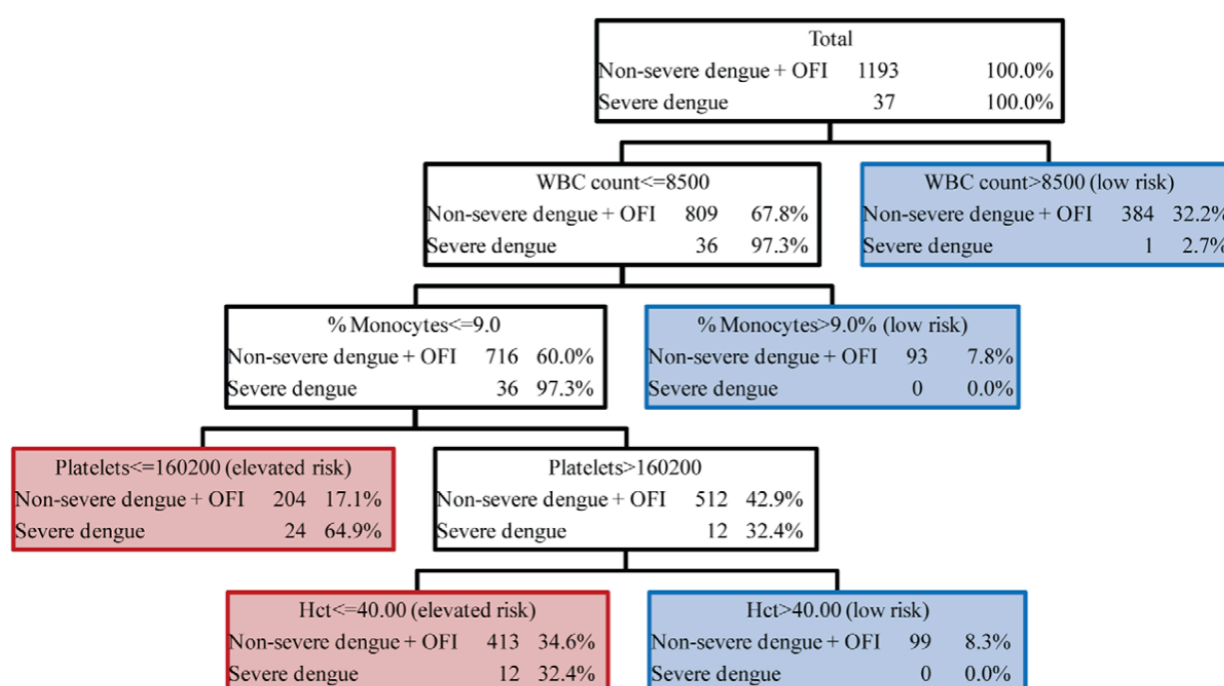 Total
Non-severe dengue + OFI 1193 100.0%
Severe dengue 37 100.0%
WBC count<=8500
Non-severe dengue + OFI 809 67.8%
Severe dengue 36 97.3%
WBC count>8500 (low risk)
Non-severe dengue + OFI 384 32.2%
Severe dengue 1 2.7%
% Monocytes<=9.0
Non-severe dengue + OFI 716 60.0%
Severe dengue 36 97.3%
% Monocytes>9.0% (low risk)
Non-severe dengue + OFI 93 7.8%
Severe dengue 0 0.0%
Platelets<=160200 (elevated risk)
Non-severe dengue + OFI 204 17.1%
Severe dengue 24 64.9%
Platelets>160200
Non-severe dengue + OFI 512 42.9%
Severe dengue 12 32.4%
Hct<=40.00 (elevated risk)
Non-severe dengue + OFI 413 34.6%
Severe dengue 12 32.4%
Hct>40.00 (low risk)
Non-severe dengue + OFI 99 8.3%
Severe dengue 0 0.0%